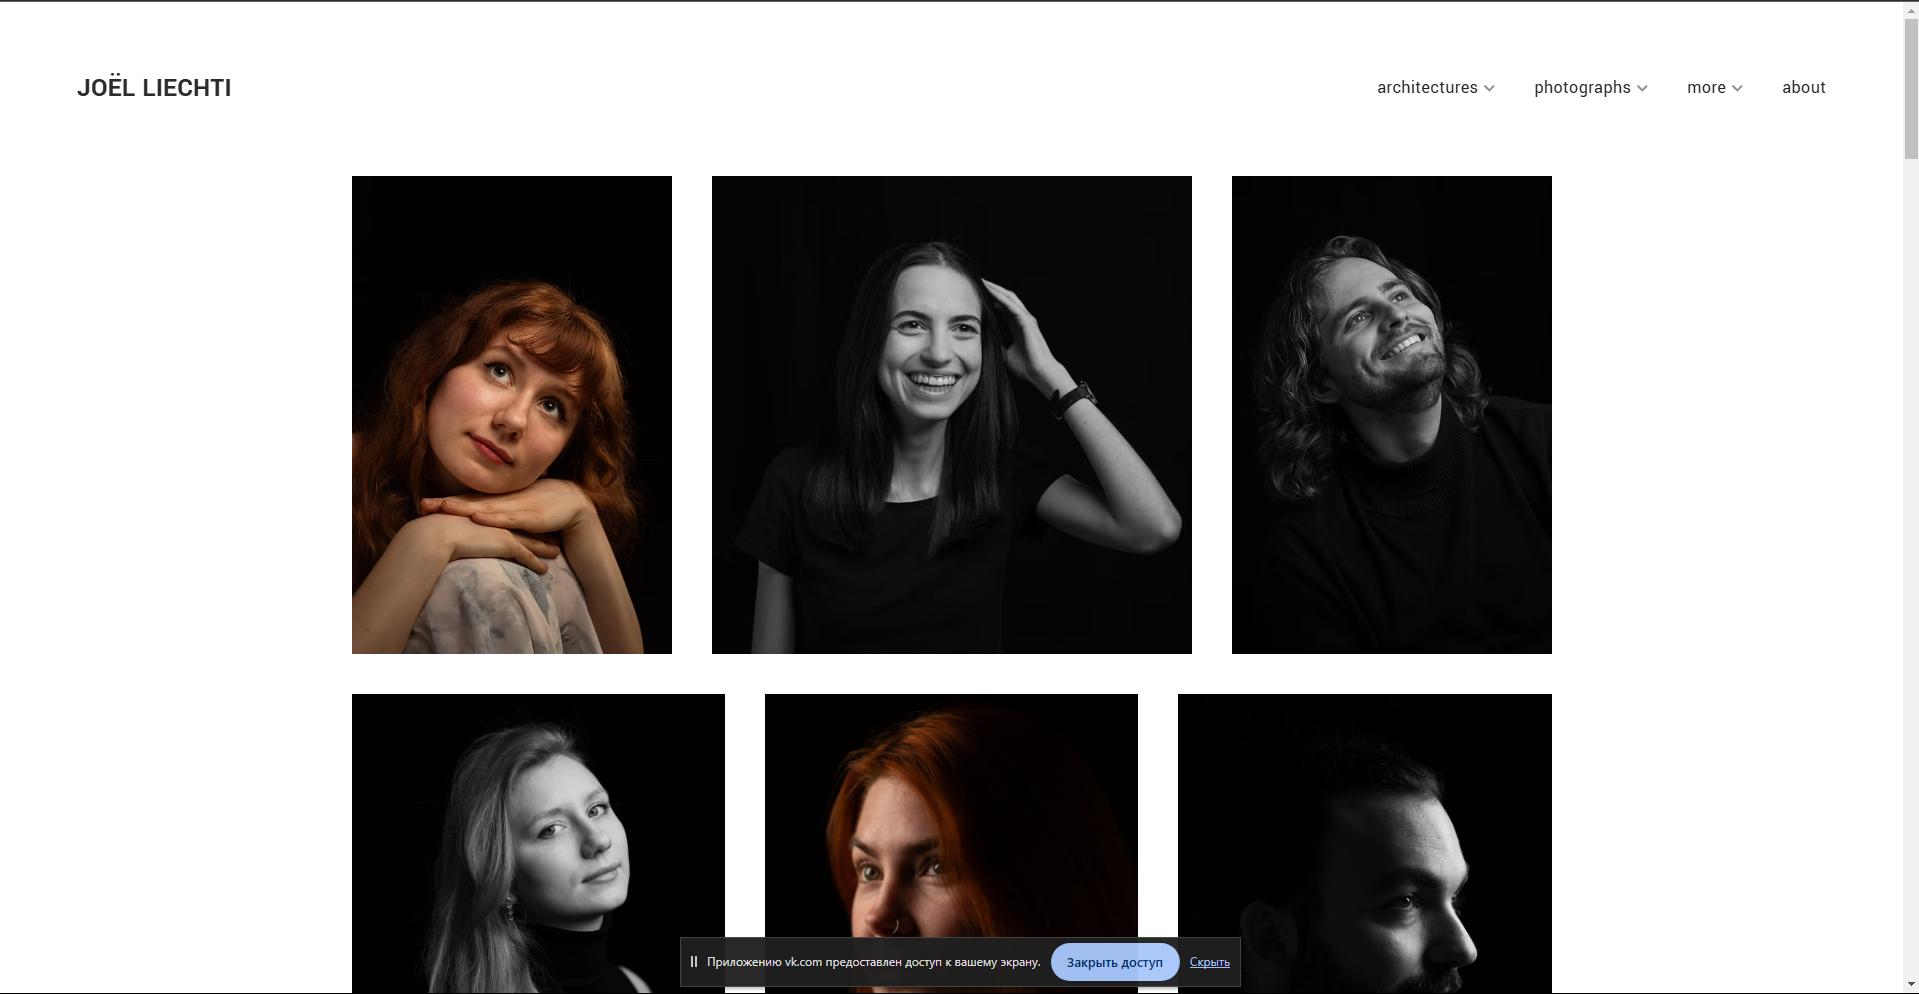 JOËL LIECHTI
architectures
photographs
more
about
Приложению vk.com предоставлен доступ к вашему экрану.
Закрыть доступ
Скрыть